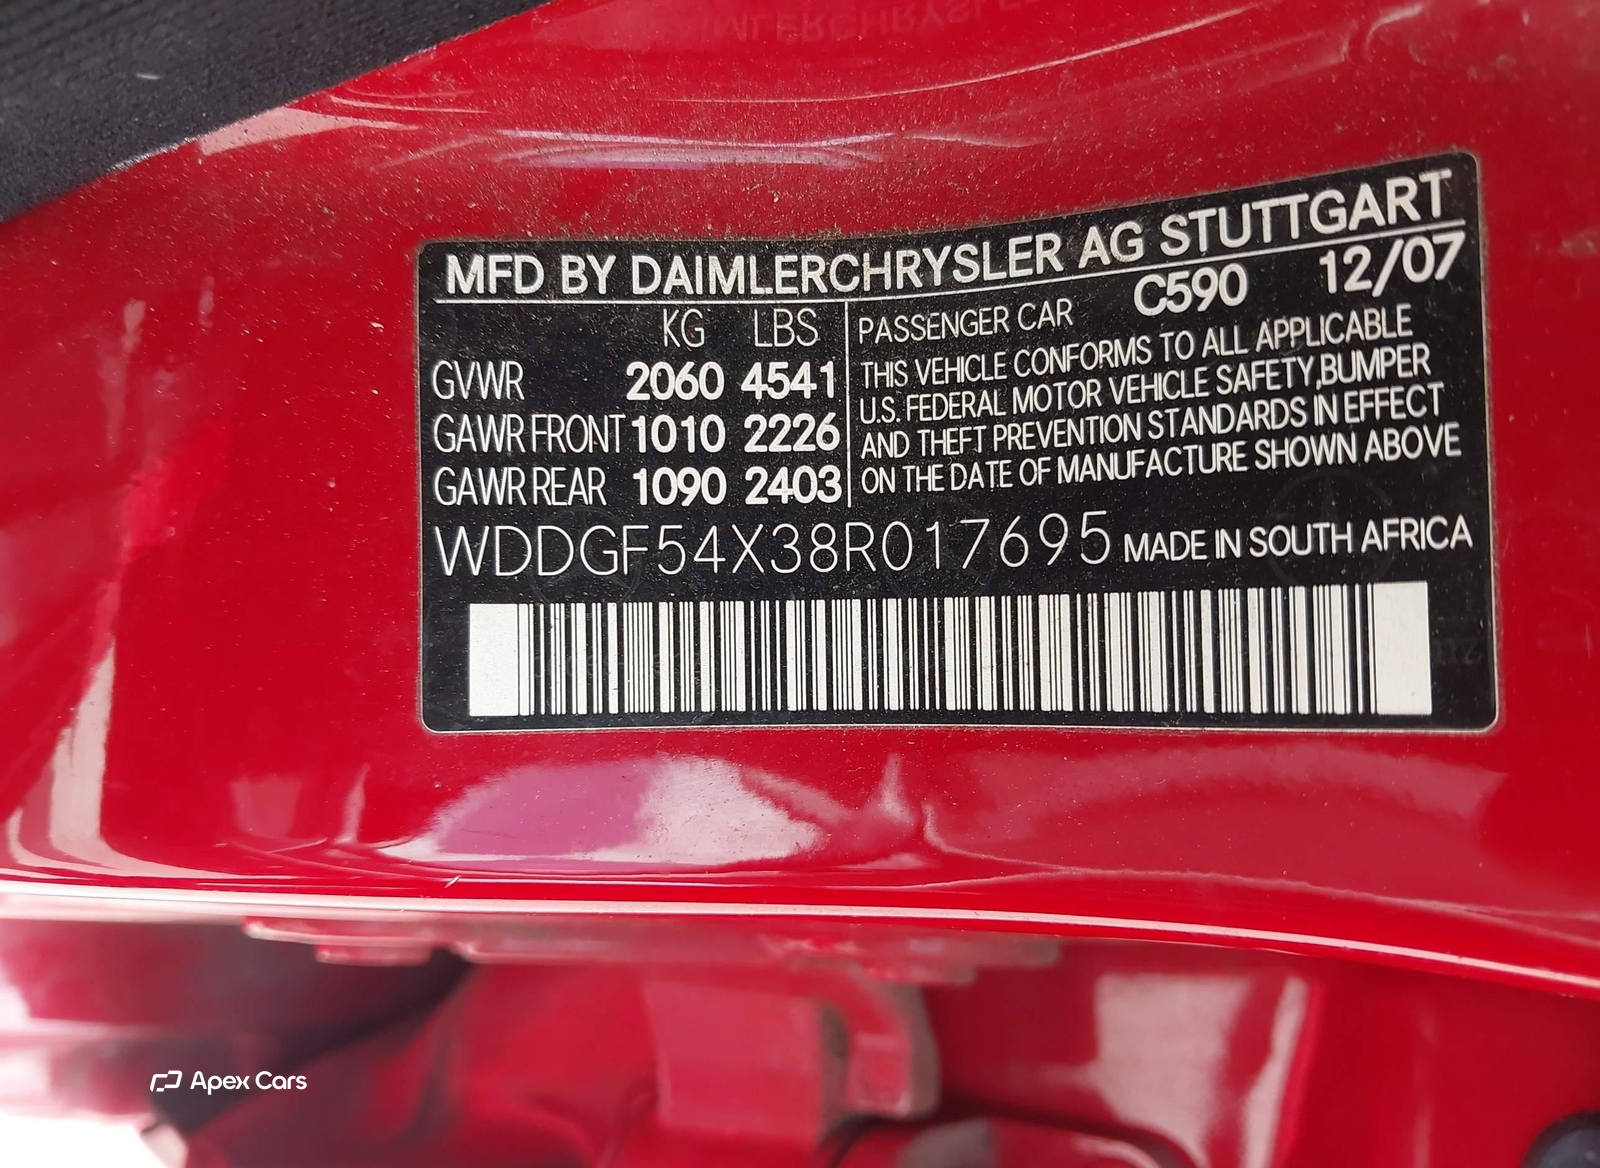 MFD BY DAIMLERCHRYSLER AG STUTTGART
C590 12/07
KG LBS
GVWR 2060 4541
GAWR FRONT 1010 2226
GAWR REAR 1090 2403
PASSENGER CAR
THIS VEHICLE CONFORMS TO ALL APPLICABLE
U.S. FEDERAL MOTOR VEHICLE SAFETY,BUMPER
AND THEFT PREVENTION STANDARDS IN EFFECT
ON THE DATE OF MANUFACTURE SHOWN ABOVE
WDDGF54X38R017695 MADE IN SOUTH AFRICA
Apex Cars